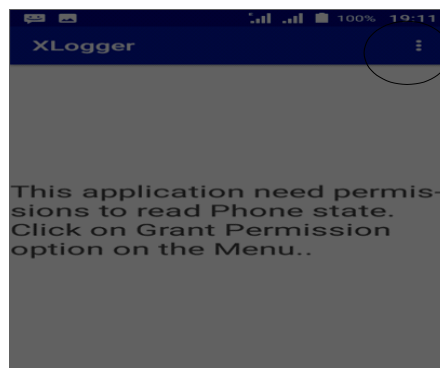 100% 19:11
XLogger
This application need permis-
sions to read Phone state.
Click on Grant Permission
option on the Menu..